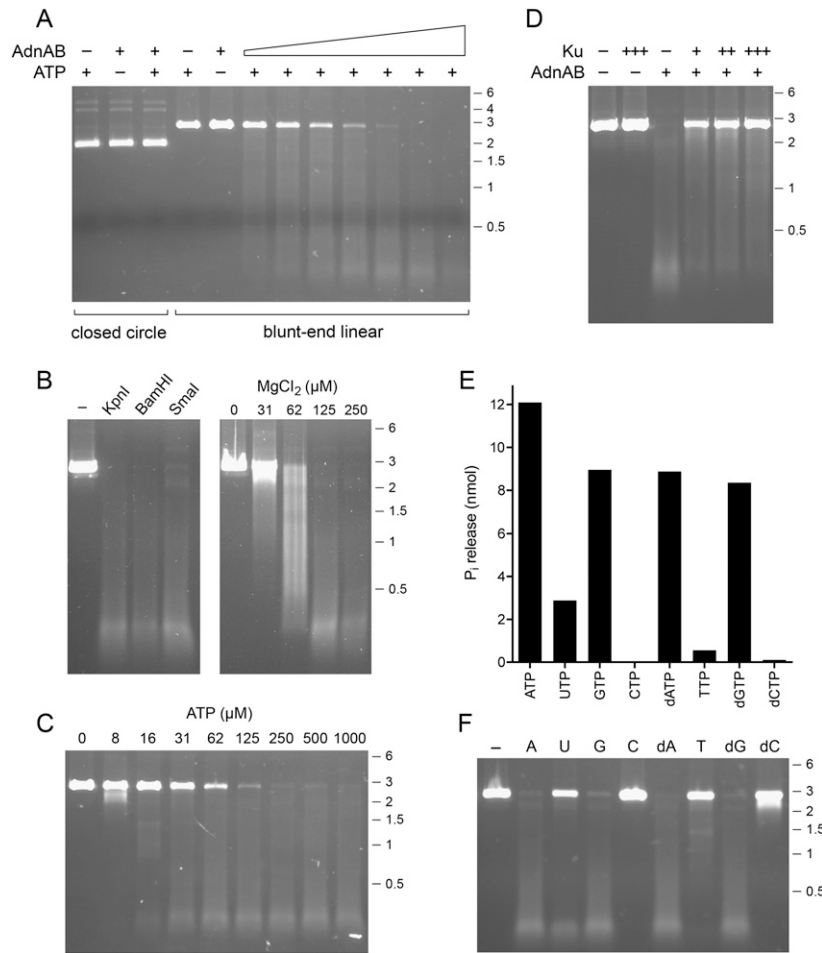 A
AdnAB – + + – +
ATP + – + + – + + + + + + +
– 6
– 4
– 3
– 2
– 1.5
– 1
– 0.5
closed circle
blunt-end linear
D
Ku – +++ – + ++ +++
AdnAB – – + + + +
– 6
– 3
– 2
– 1
– 0.5
B
– KpnI BamHI SmaI
MgCl2 (μM)
0 31 62 125 250
– 6
– 3
– 2
– 1.5
– 1
– 0.5
E
Pi release (nmol)
12
10
8
6
4
2
0
ATP UTP GTP CTP dATP TTP dGTP dCTP
C
ATP (μM)
0 8 16 31 62 125 250 500 1000
– 6
– 3
– 2
– 1.5
– 1
– 0.5
F
– A U G C dA T dG dC
– 6
– 3
– 2
– 1.5
– 1
– 0.5